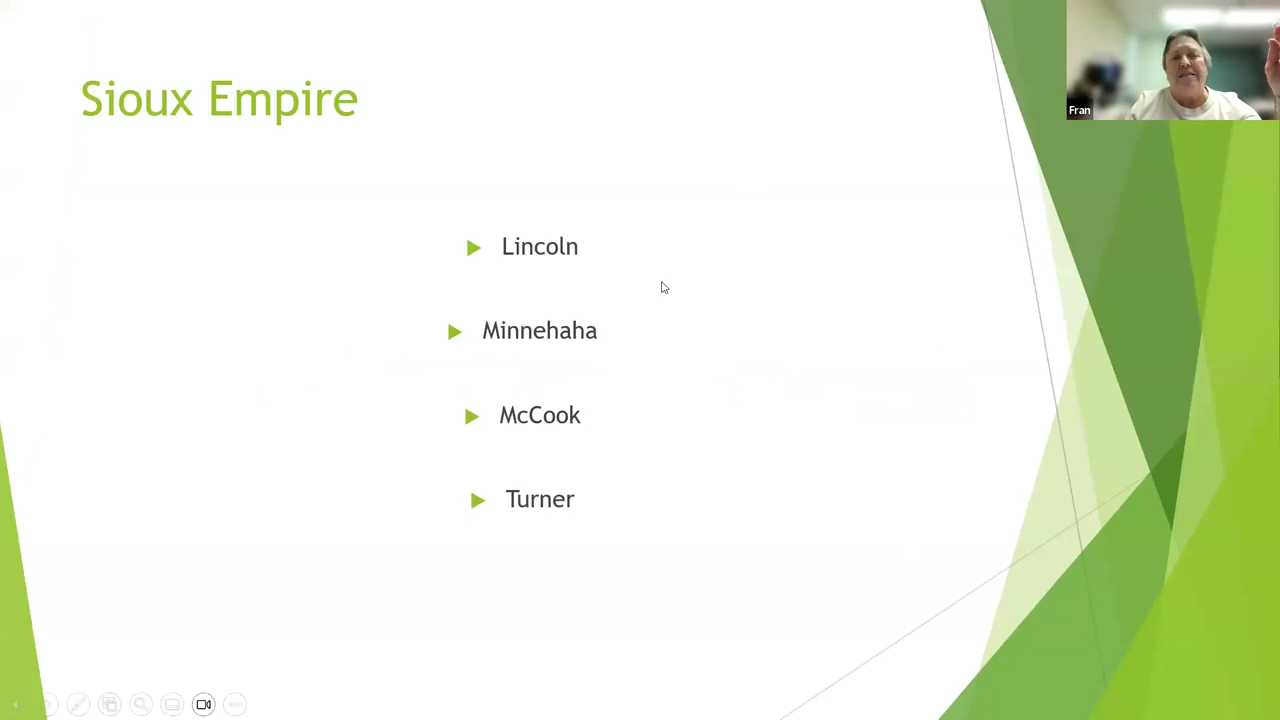 Sioux Empire
Fran
Lincoln
Minnehaha
McCook
Turner